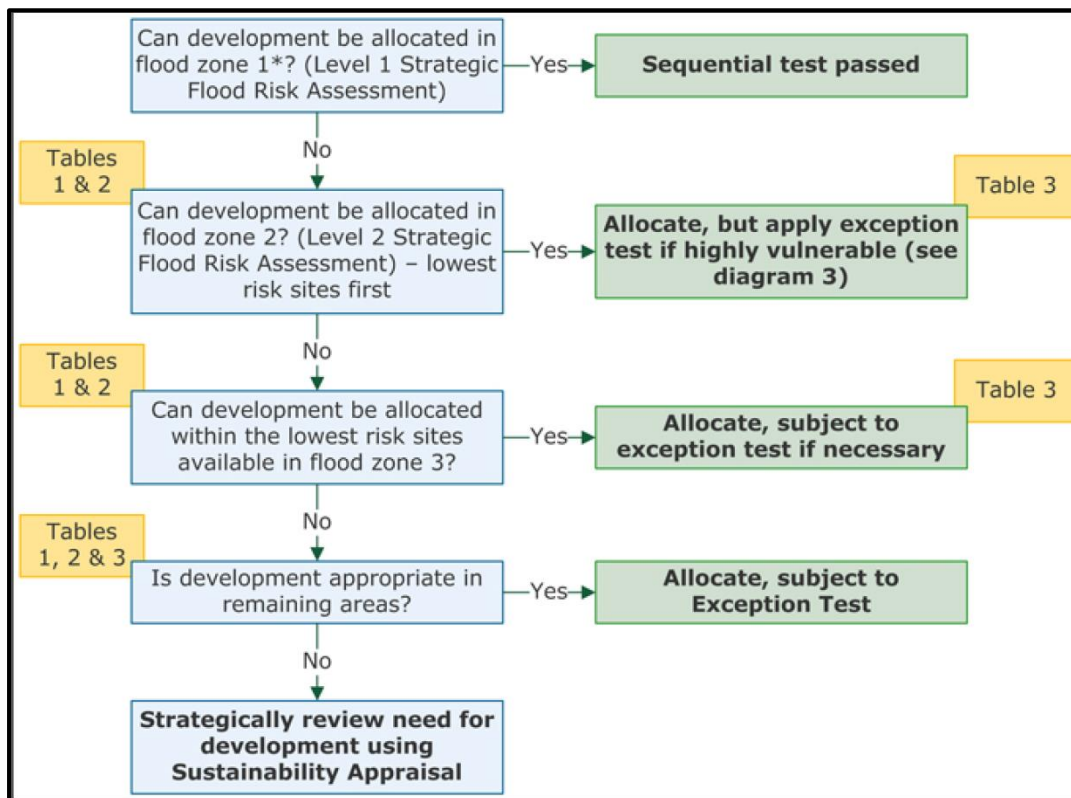 Can development be allocated in
flood zone 1*? (Level 1 Strategic
Flood Risk Assessment)
Yes
Sequential test passed
No
Tables
1 & 2
Can development be allocated in
flood zone 2? (Level 2 Strategic
Flood Risk Assessment) – lowest
risk sites first
Yes
Table 3
Allocate, but apply exception
test if highly vulnerable (see
diagram 3)
No
Tables
1 & 2
Can development be allocated
within the lowest risk sites
available in flood zone 3?
Yes
Table 3
Allocate, subject to
exception test if necessary
No
Tables
1, 2 & 3
Is development appropriate in
remaining areas?
Yes
Allocate, subject to
Exception Test
No
Strategically review need for
development using
Sustainability Appraisal